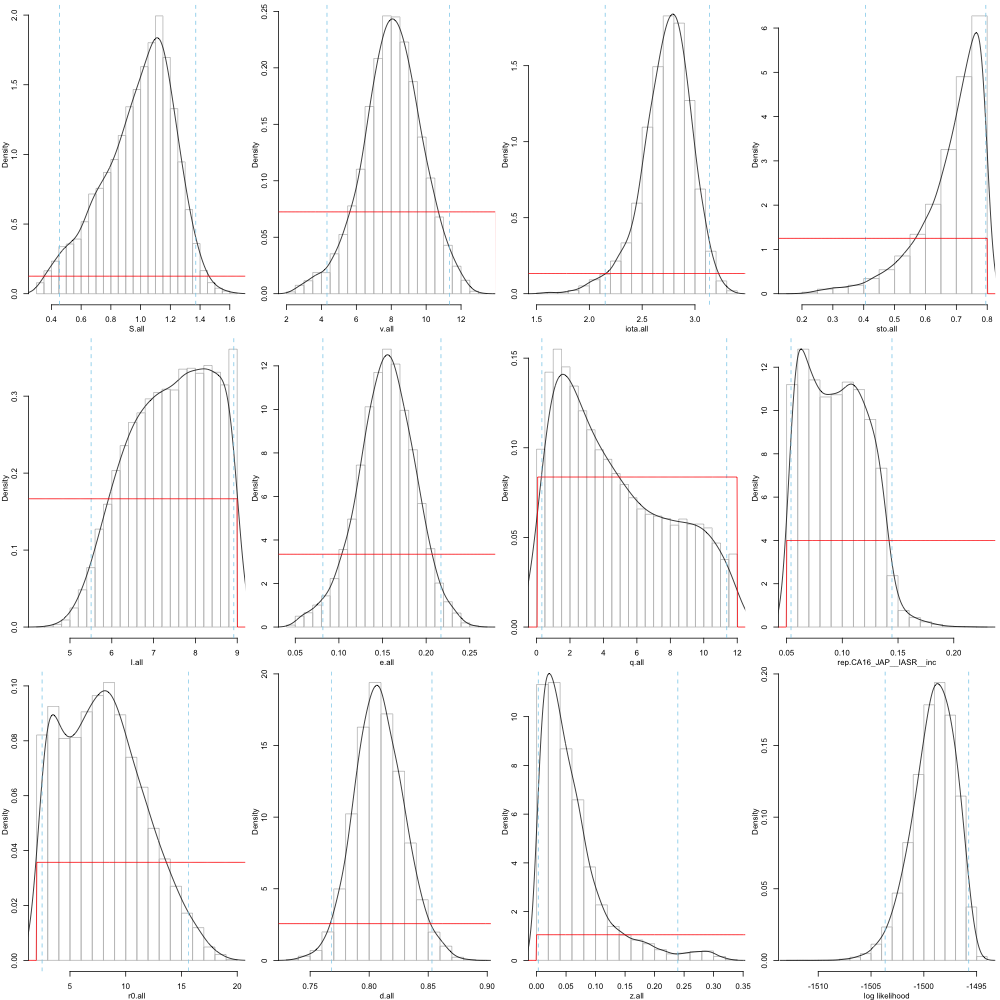 Density
0.0 0.5 1.0 1.5 2.0
0.4 0.6 0.8 1.0 1.2 1.4 1.6
S.all
Density
0.00 0.05 0.10 0.15 0.20 0.25
2 4 6 8 10 12
v.all
Density
0.0 0.5 1.0 1.5
1.5 2.0 2.5 3.0
iota.all
Density
0 1 2 3 4 5 6
0.2 0.3 0.4 0.5 0.6 0.7 0.8
sto.all
Density
0.0 0.1 0.2 0.3
5 6 7 8 9
l.all
Density
0 2 4 6 8 10 12
0.05 0.10 0.15 0.20 0.25
e.all
Density
0.00 0.05 0.10 0.15
0 2 4 6 8 10 12
q.all
Density
0 2 4 6 8 10 12
0.05 0.10 0.15 0.20
rep.CA16_JAP__IASR__inc
Density
0.00 0.02 0.04 0.06 0.08 0.10
5 10 15 20
r0.all
Density
0 5 10 15 20
0.75 0.80 0.85 0.90
d.all
Density
0 2 4 6 8 10
0.00 0.05 0.10 0.15 0.20 0.25 0.30 0.35
z.all
Density
0.00 0.05 0.10 0.15 0.20
-1510 -1505 -1500 -1495
log likelihood